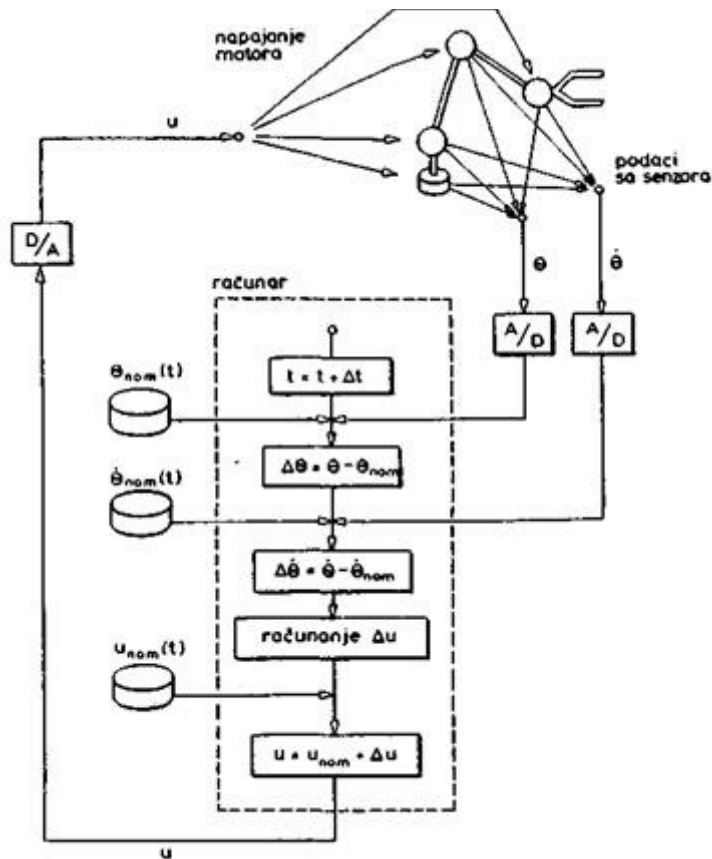 napajanje
motora
u
podaci
sa senzora
D/A
Θ
Θ̇
računar
A/D
A/D
t = t + Δt
Θnom(t)
ΔΘ = Θ - Θnom
Θ̇nom(t)
ΔΘ̇ = Θ̇ - Θ̇nom
računanje Δu
unom(t)
u = unom + Δu
u